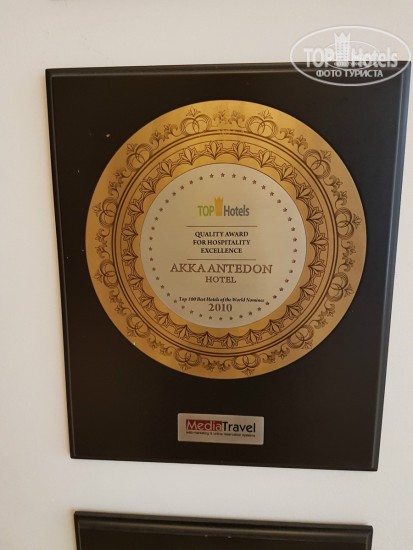 TOP Hotels
ФОТО ТУРИСТА
TOP Hotels
QUALITY AWARD
FOR HOSPITALITY
EXCELLENCE
AKKA ANTEDON
HOTEL
Top 100 Best Hotels of the World Nominee
2010
MediaTravel